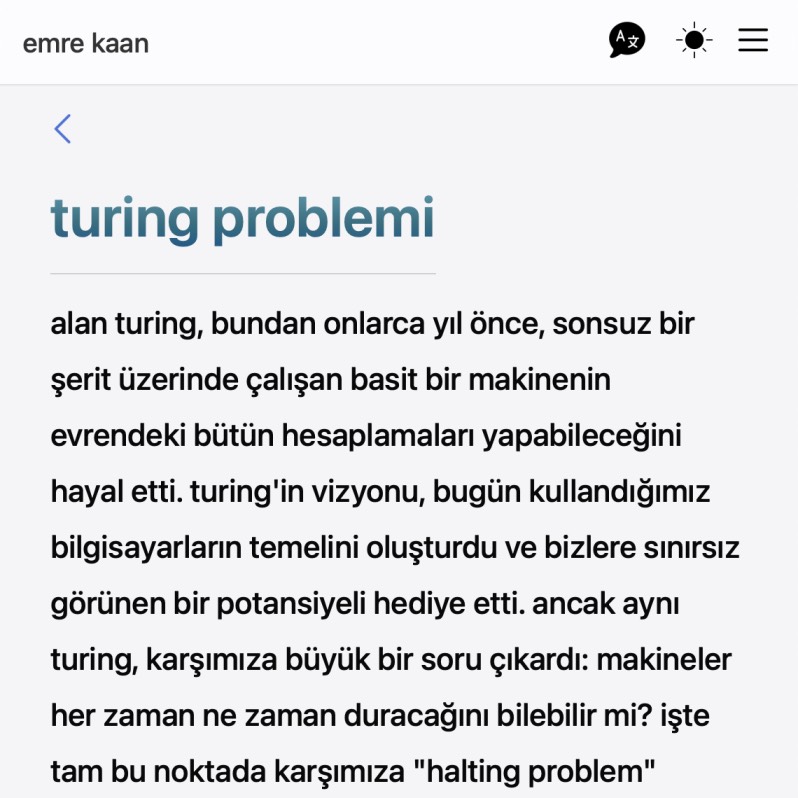 emre kaan
A文
turing problemi
alan turing, bundan onlarca yıl önce, sonsuz bir
şerit üzerinde çalışan basit bir makinenin
evrendeki bütün hesaplamaları yapabileceğini
hayal etti. turing'in vizyonu, bugün kullandığımız
bilgisayarların temelini oluşturdu ve bizlere sınırsız
görünen bir potansiyeli hediye etti. ancak aynı
turing, karşımıza büyük bir soru çıkardı: makineler
her zaman ne zaman duracağını bilebilir mi? işte
tam bu noktada karşımıza "halting problem"